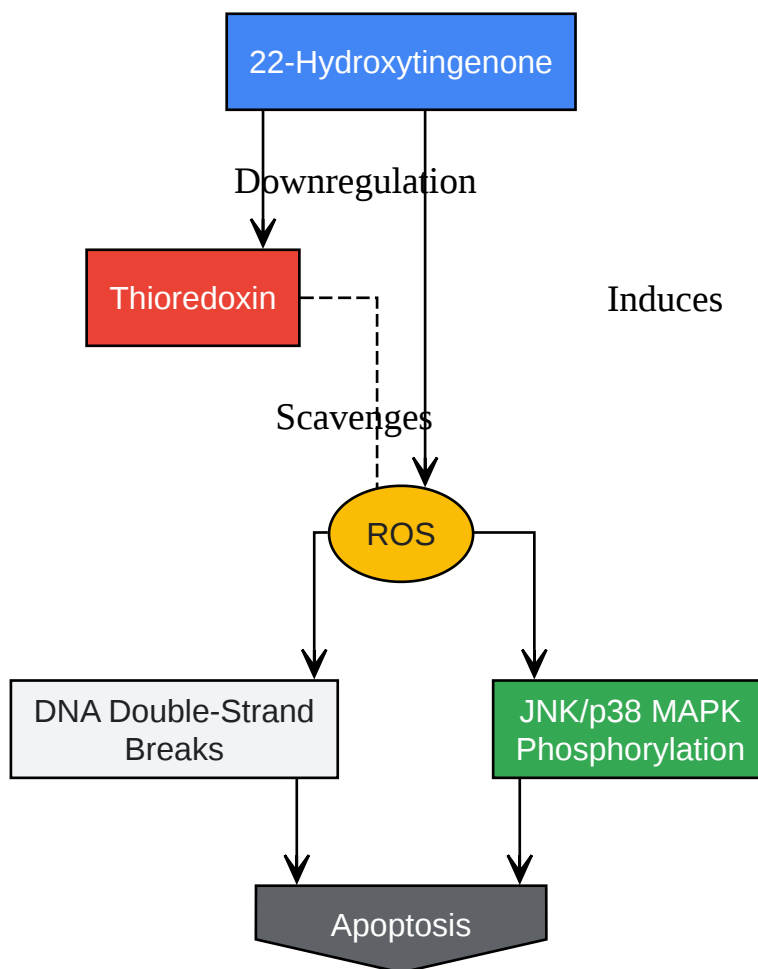 22-Hydroxytingenone
Downregulation
Thioredoxin
Induces
Scavenges
ROS
DNA Double-Strand
Breaks
JNK/p38 MAPK
Phosphorylation
Apoptosis